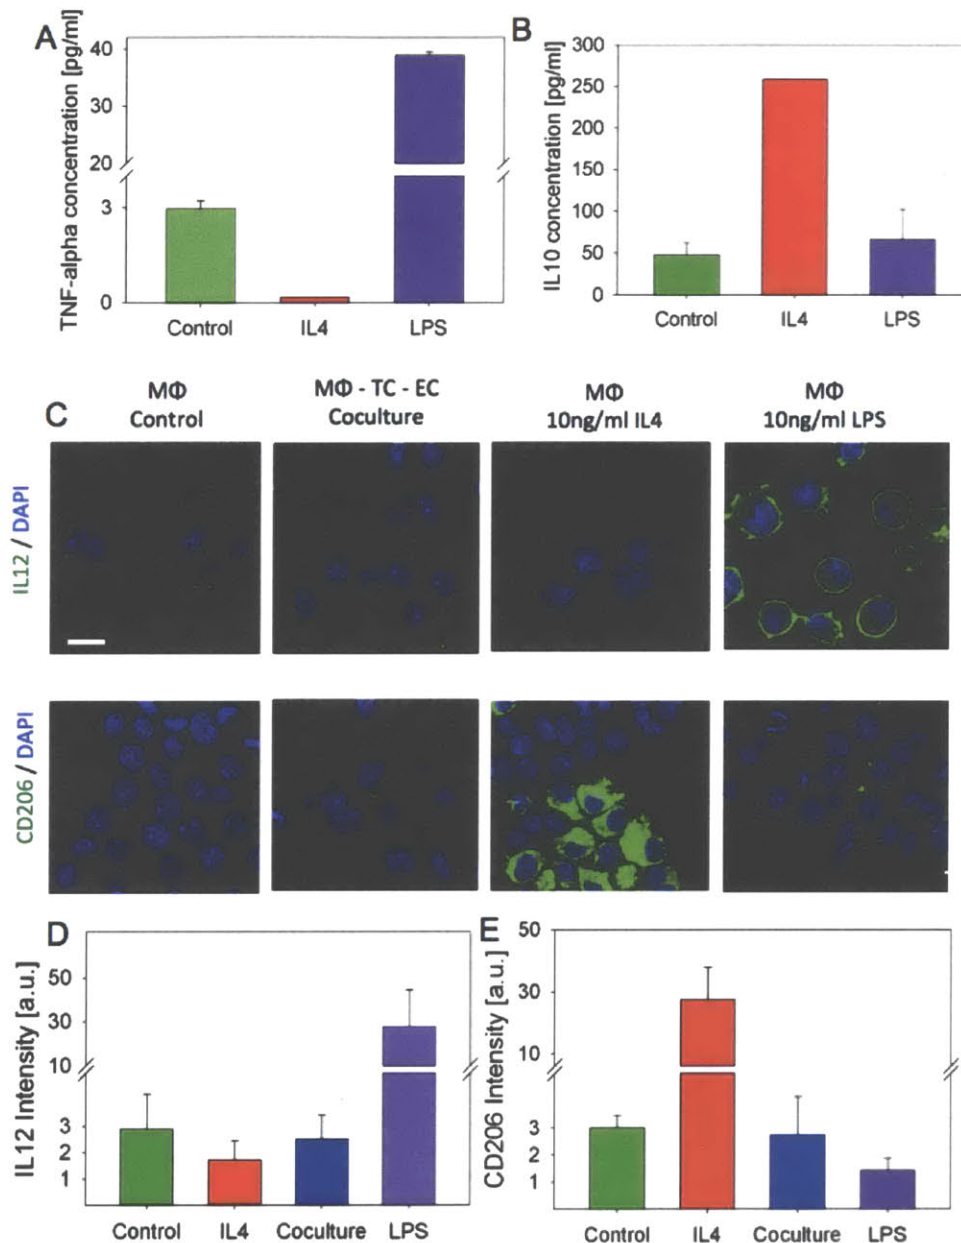 A
TNF-alpha concentration [pg/ml]
40
30
20
3
0
Control IL4 LPS
B
IL10 concentration [pg/ml]
300
250
200
150
100
50
0
Control IL4 LPS
C
MΦ
Control
MΦ - TC - EC
Coculture
MΦ
10ng/ml IL4
MΦ
10ng/ml LPS
IL12 / DAPI
CD206 / DAPI
D
IL12 Intensity [a.u.]
50
30
10
3
2
1
Control IL4 Coculture LPS
E
CD206 Intensity [a.u.]
50
30
10
3
2
1
Control IL4 Coculture LPS